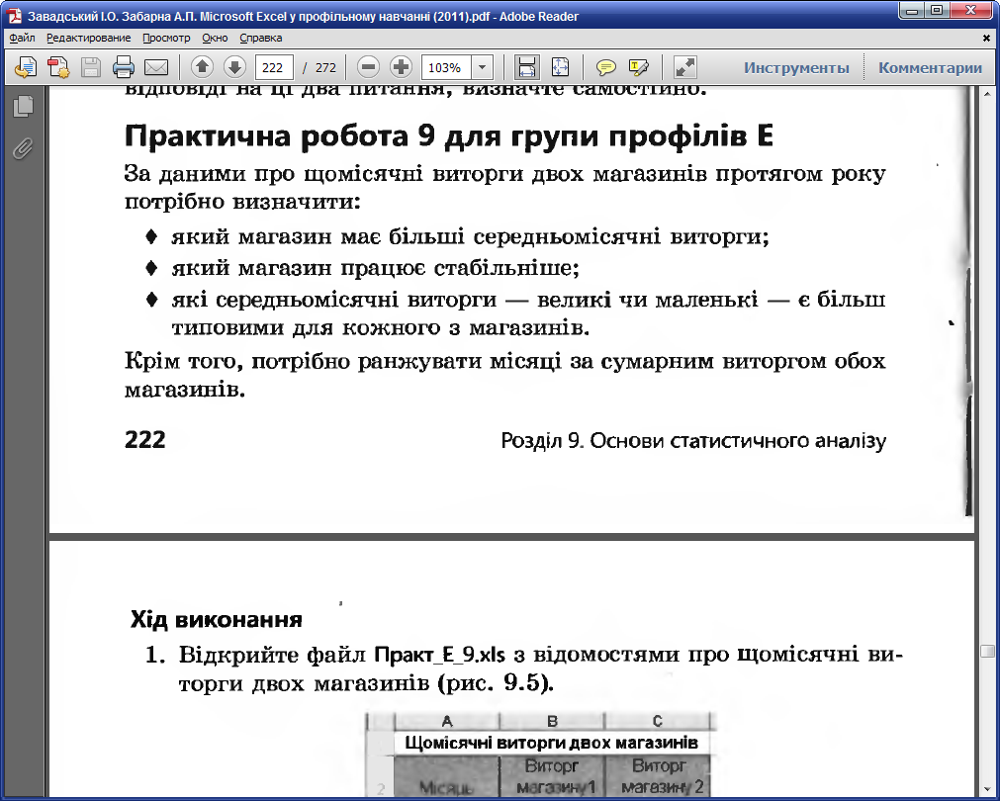 Завадський І.О. Забарна А.П. Microsoft Excel у профільному навчанні (2011).pdf - Adobe Reader
Файл Редактирование Просмотр Окно Справка
222 / 272 103% Инструменты Комментарии
відповіді на ці два питання, визначте самостійно.
Практична робота 9 для групи профілів Е
За даними про щомісячні виторги двох магазинів протягом року
потрібно визначити:
♦ який магазин має більші середньомісячні виторги;
♦ який магазин працює стабільніше;
♦ які середньомісячні виторги — великі чи маленькі — є більш
типовими для кожного з магазинів.
Крім того, потрібно ранжувати місяці за сумарним виторгом обох
магазинів.
222 Розділ 9. Основи статистичного аналізу
Хід виконання
1. Відкрийте файл Практ_Е_9.xls з відомостями про щомісячні ви-
торги двох магазинів (рис. 9.5).
A B C
Щомісячні виторги двох магазинів
Виторг Виторг
2 Місяць магазину 1 магазину 2